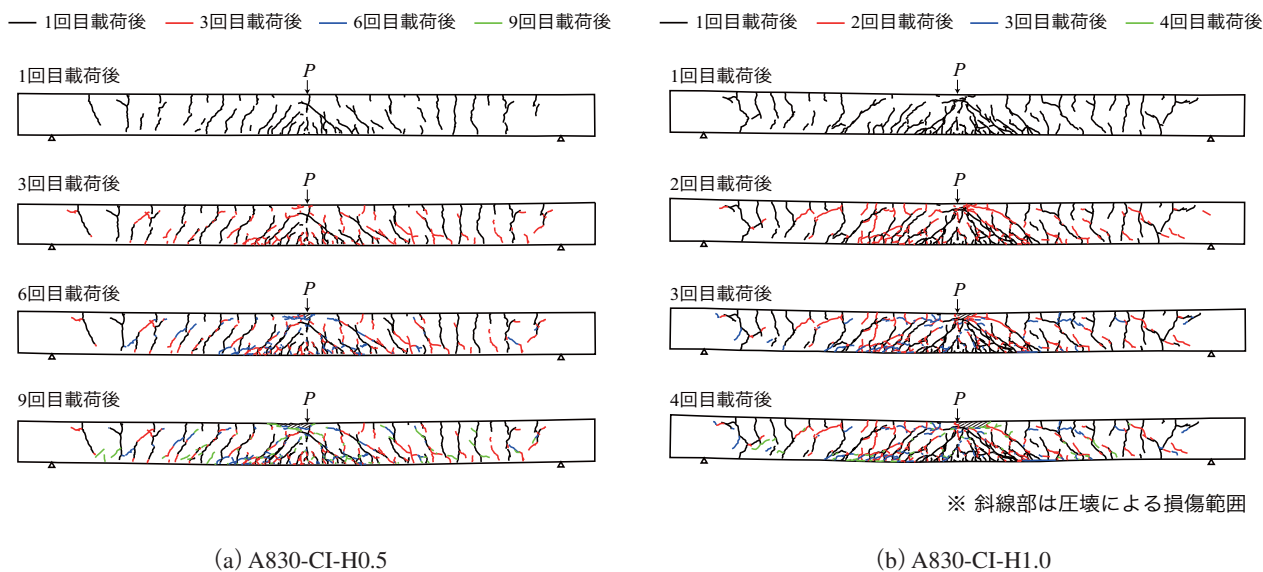 1回目載荷後 3回目載荷後 6回目載荷後 9回目載荷後
1回目載荷後
P
3回目載荷後
P
6回目載荷後
P
9回目載荷後
P
(a) A830-CI-H0.5
1回目載荷後 2回目載荷後 3回目載荷後 4回目載荷後
1回目載荷後
P
2回目載荷後
P
3回目載荷後
P
4回目載荷後
P
※ 斜線部は圧壊による損傷範囲
(b) A830-CI-H1.0